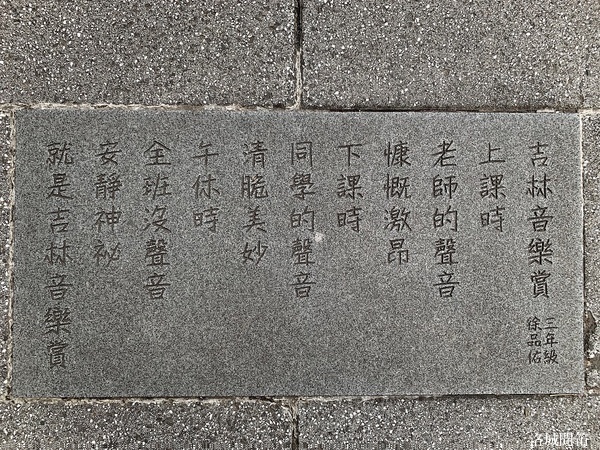 吉林音樂賞
三年級
徐品佑
上課時
老師的聲音
慷慨激昂
下課時
同學的聲音
清脆美妙
午休時
全班沒聲音
安靜神祕
就是吉林音樂賞